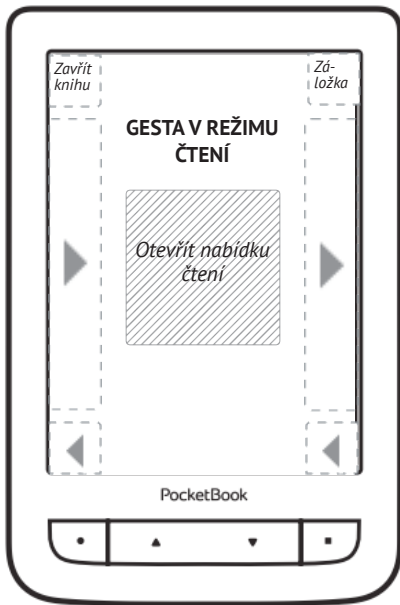 Zavřít
knihu
Zá-
ložka
GESTA V REŽIMU
ČTENÍ
Otevřít nabídku
čtení
PocketBook